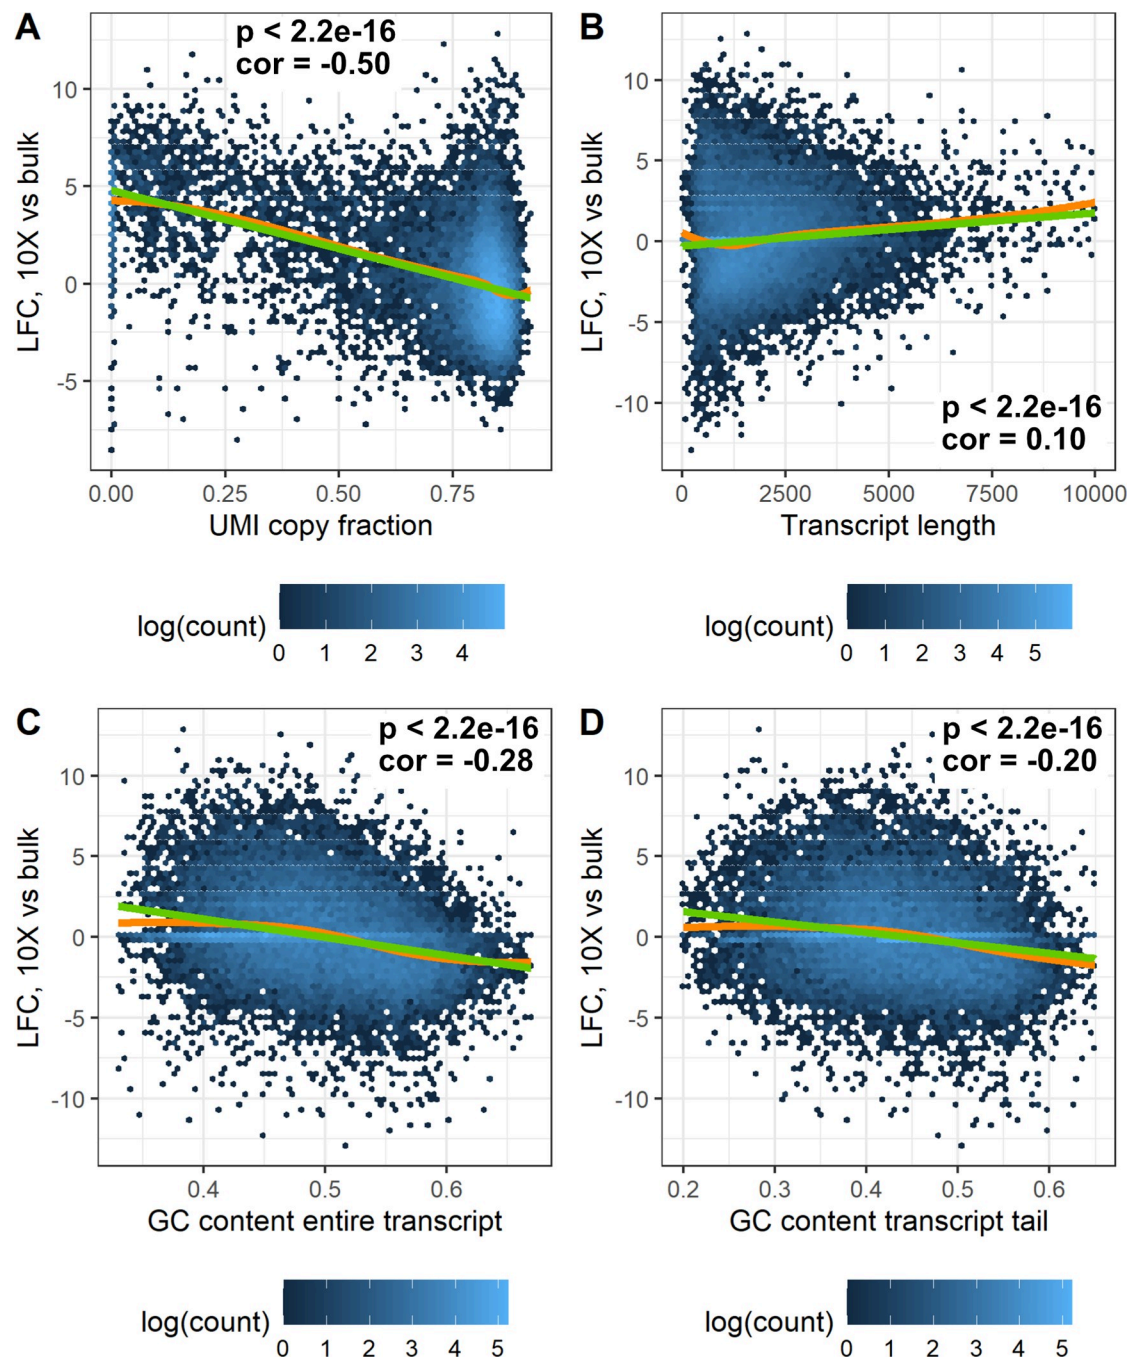 A
p < 2.2e-16
cor = -0.50
LFC, 10X vs bulk
10
5
0
-5
0.00 0.25 0.50 0.75
UMI copy fraction
log(count)
0 1 2 3 4
B
LFC, 10X vs bulk
10
5
0
-5
-10
p < 2.2e-16
cor = 0.10
0 2500 5000 7500 10000
Transcript length
log(count)
0 1 2 3 4 5
C
p < 2.2e-16
cor = -0.28
LFC, 10X vs bulk
10
5
0
-5
-10
0.4 0.5 0.6
GC content entire transcript
log(count)
0 1 2 3 4 5
D
p < 2.2e-16
cor = -0.20
LFC, 10X vs bulk
10
5
0
-5
-10
0.2 0.3 0.4 0.5 0.6
GC content transcript tail
log(count)
0 1 2 3 4 5